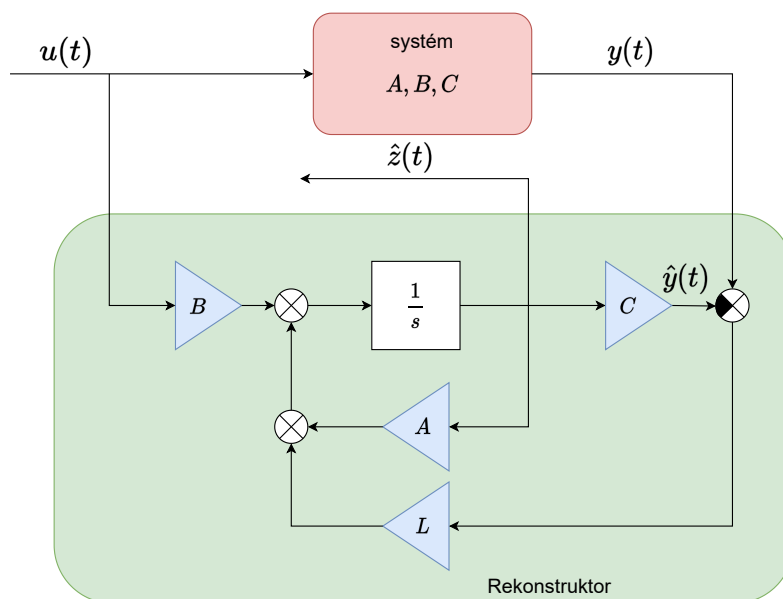 systém
u(t)
y(t)
A, B, C
ẑ(t)
ŷ(t)
B
1
s
C
A
L
Rekonstruktor